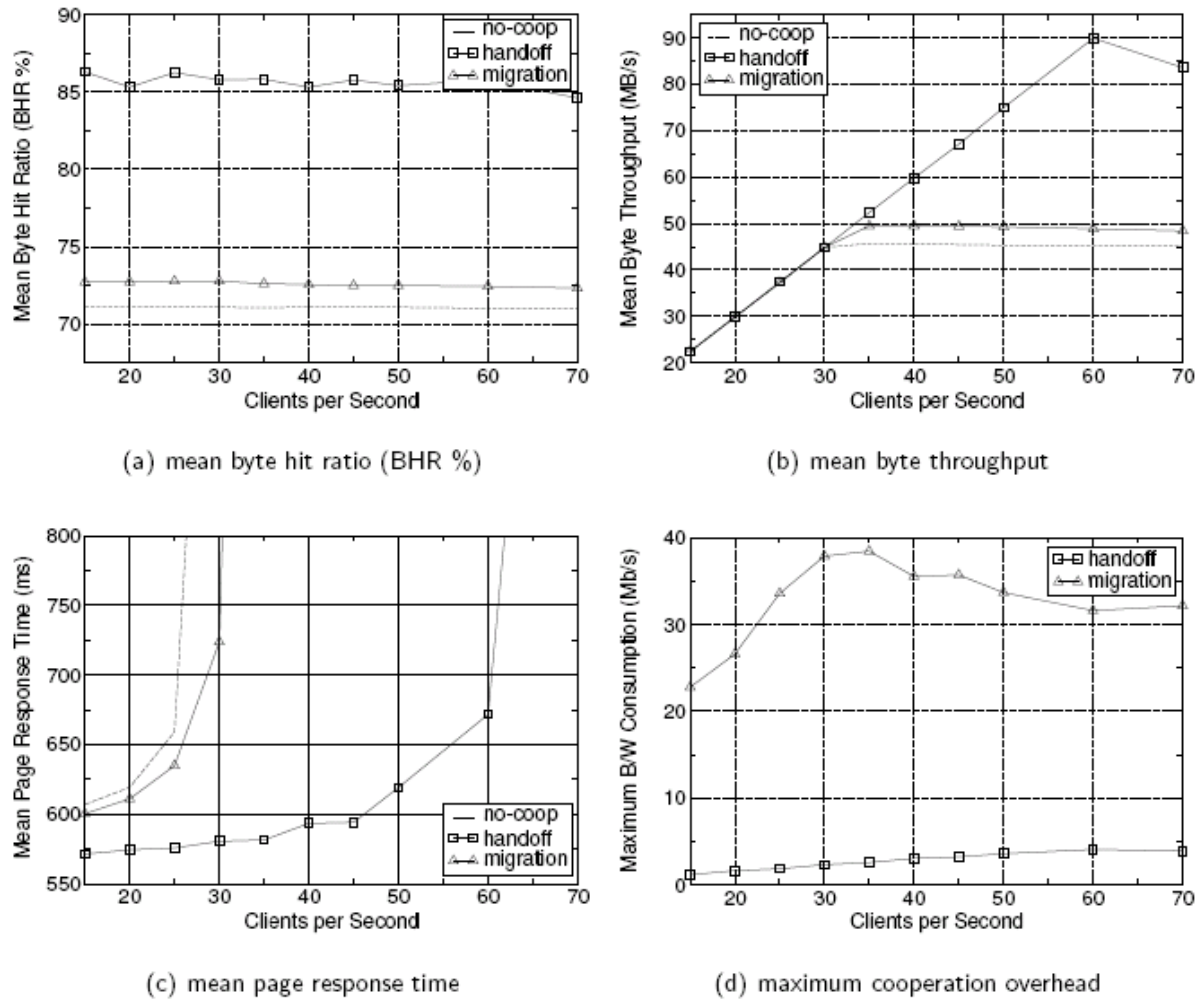 90
85
80
75
70
Mean Byte Hit Ratio (BHR %)
no-coop
handoff
migration
20 30 40 50 60 70
Clients per Second
(a) mean byte hit ratio (BHR %)
90
80
70
60
50
40
30
20
Mean Byte Throughput (MB/s)
no-coop
handoff
migration
20 30 40 50 60 70
Clients per Second
(b) mean byte throughput
800
750
700
650
600
550
Mean Page Response Time (ms)
no-coop
handoff
migration
20 30 40 50 60 70
Clients per Second
(c) mean page response time
40
30
20
10
0
Maximum B/W Consumption (Mb/s)
handoff
migration
20 30 40 50 60 70
Clients per Second
(d) maximum cooperation overhead